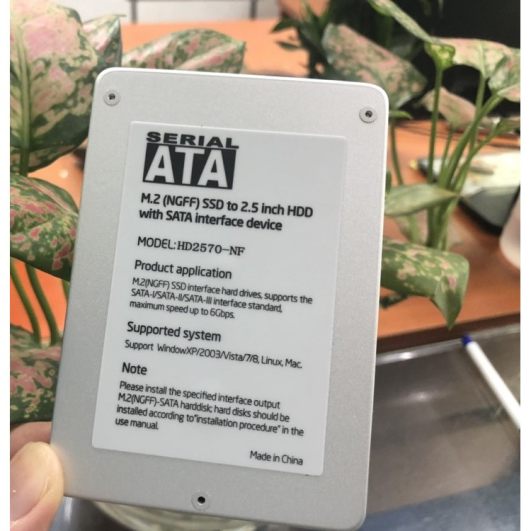 SERIAL
ATA
M.2 (NGFF) SSD to 2.5 inch HDD
with SATA interface device
MODEL:HD2570-NF
Product application
M.2(NGFF) SSD interface hard drives, supports the
SATA-I/SATA-II/SATA-III interface standard,
maximum speed up to 6Gbps.
Supported system
Support WindowXP/2003/Vista/7/8, Linux, Mac.
Note
Please install the specified interface output
M.2(NGFF)-SATA harddisk; hard disks should be
installed according to"installation procedure" in the
use manual.
Made in China